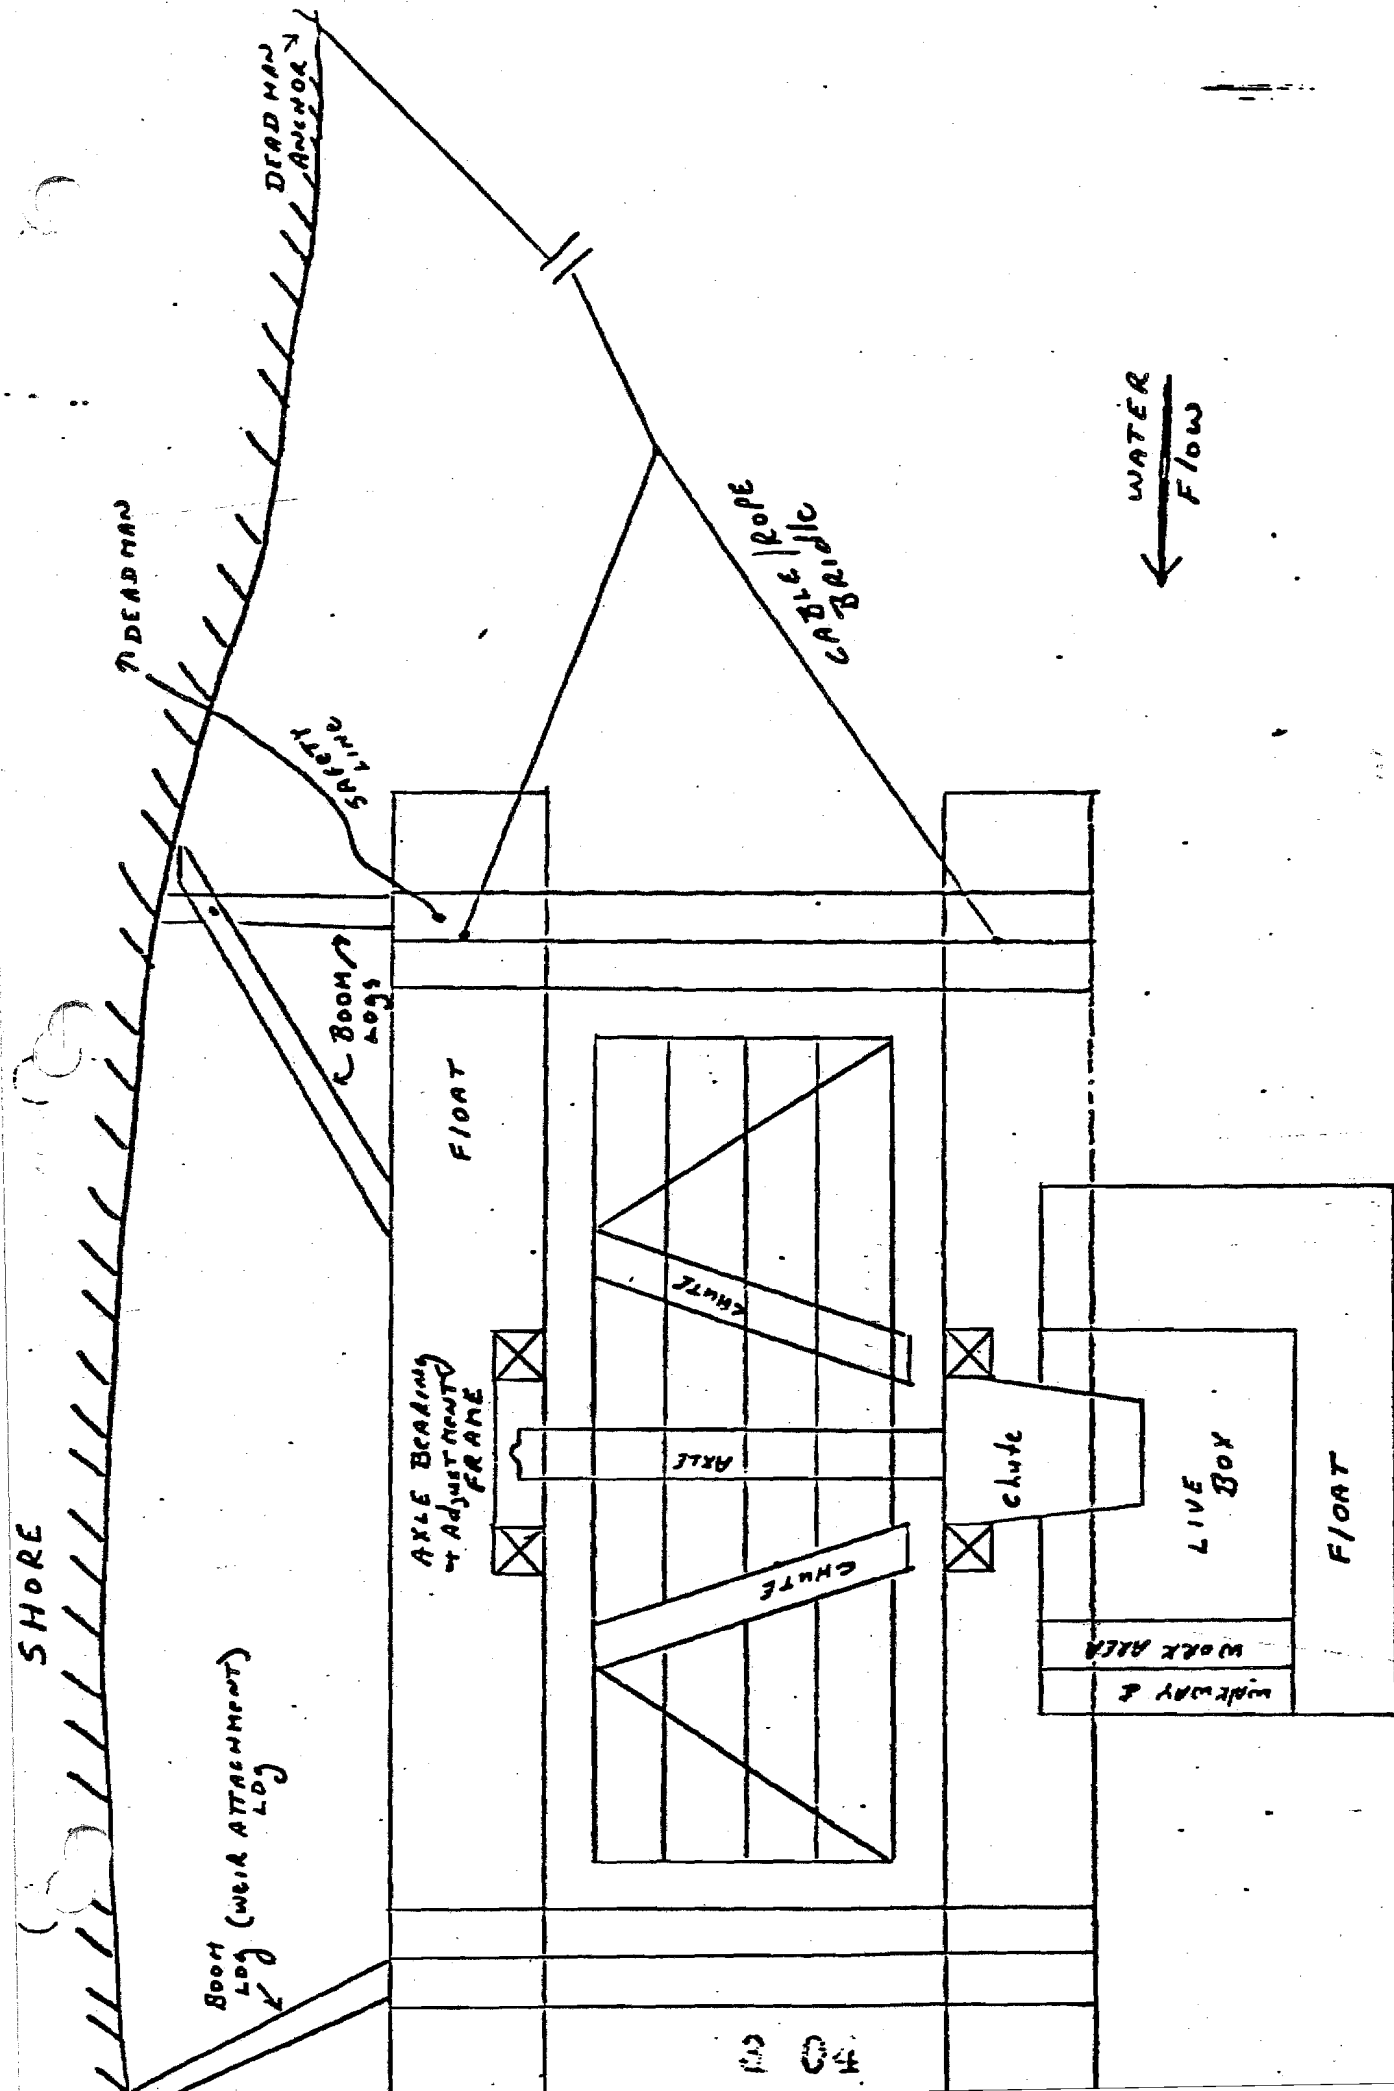 SHORE
DEADMAN
ANCHOR
DEADMAN
SAFETY
LINE
CABLE/ROPE
CABLE
BRIDLE
WATER
FLOW
BOOM
LOGS
FLOAT
CHUTE
AXLE BEARING
+ ADJUSTMENT
FRAME
AXLE
CHUTE
Chute
LIVE
BOX
FLOAT
WORK AREA
WALKWAY &
BOOM
LOG (WEIR ATTACHMENT)
LOG